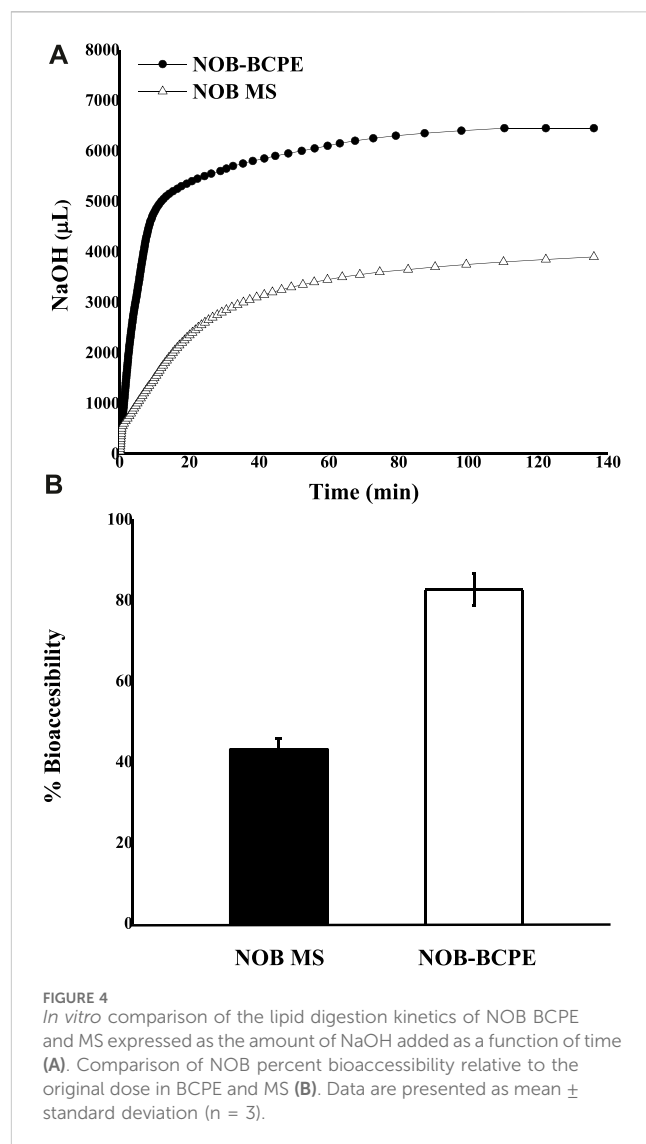 A
8000
NOB-BCPE
NOB MS
7000
6000
5000
4000
3000
2000
1000
0
NaOH (µL)
0 20 40 60 80 100 120 140
Time (min)
B
100
80
60
40
20
0
% Bioaccesibility
NOB MS NOB-BCPE
FIGURE 4
In vitro comparison of the lipid digestion kinetics of NOB BCPE
and MS expressed as the amount of NaOH added as a function of time
(A). Comparison of NOB percent bioaccessibility relative to the
original dose in BCPE and MS (B). Data are presented as mean ±
standard deviation (n = 3).